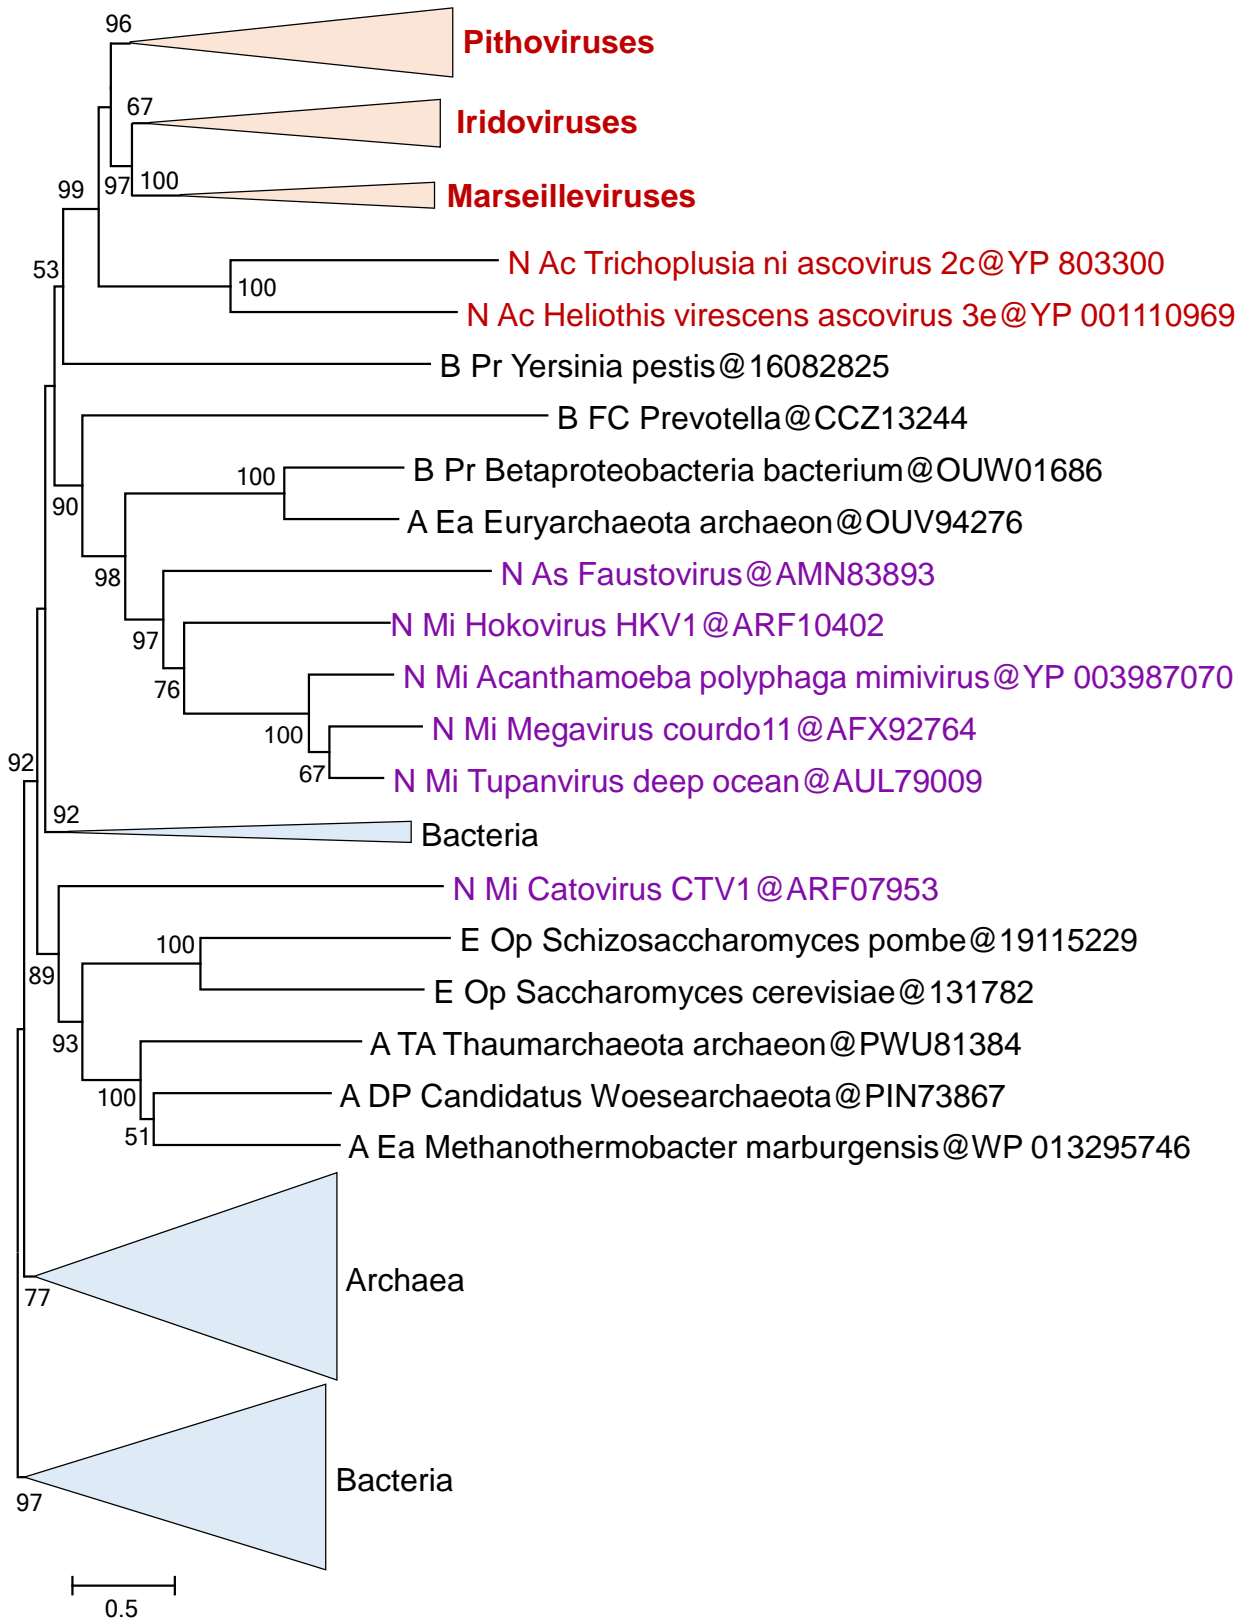 96
Pithoviruses
67
Iridoviruses
97
100
Marseilleviruses
99
N Ac Trichoplusia ni ascovirus 2c@YP 803300
53
100
N Ac Heliothis virescens ascovirus 3e@YP 001110969
B Pr Yersinia pestis@16082825
B FC Prevotella@CCZ13244
100
B Pr Betaproteobacteria bacterium@OUW01686
90
A Ea Euryarchaeota archaeon@OUV94276
98
N As Faustovirus@AMN83893
97
N Mi Hokovirus HKV1@ARF10402
76
N Mi Acanthamoeba polyphaga mimivirus@YP 003987070
100
N Mi Megavirus courdo11@AFX92764
92
67
N Mi Tupanvirus deep ocean@AUL79009
92
Bacteria
N Mi Catovirus CTV1@ARF07953
100
E Op Schizosaccharomyces pombe@19115229
89
E Op Saccharomyces cerevisiae@131782
93
A TA Thaumarchaeota archaeon@PWU81384
100
A DP Candidatus Woesearchaeota@PIN73867
51
A Ea Methanothermobacter marburgensis@WP 013295746
Archaea
77
Bacteria
97
0.5